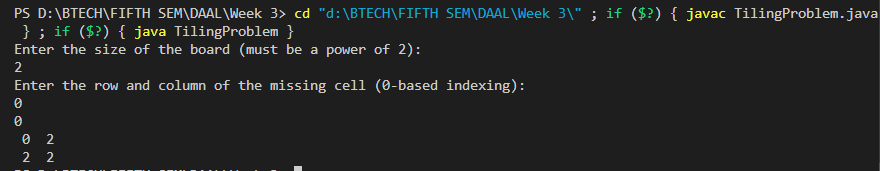 PS D:\BTECH\FIFTH SEM\DAAL\Week 3> cd "d:\BTECH\FIFTH SEM\DAAL\Week 3\" ; if ($?) { javac TilingProblem.java
 } ; if ($?) { java TilingProblem }
Enter the size of the board (must be a power of 2):
2
Enter the row and column of the missing cell (0-based indexing):
0
0
 0  2
 2  2